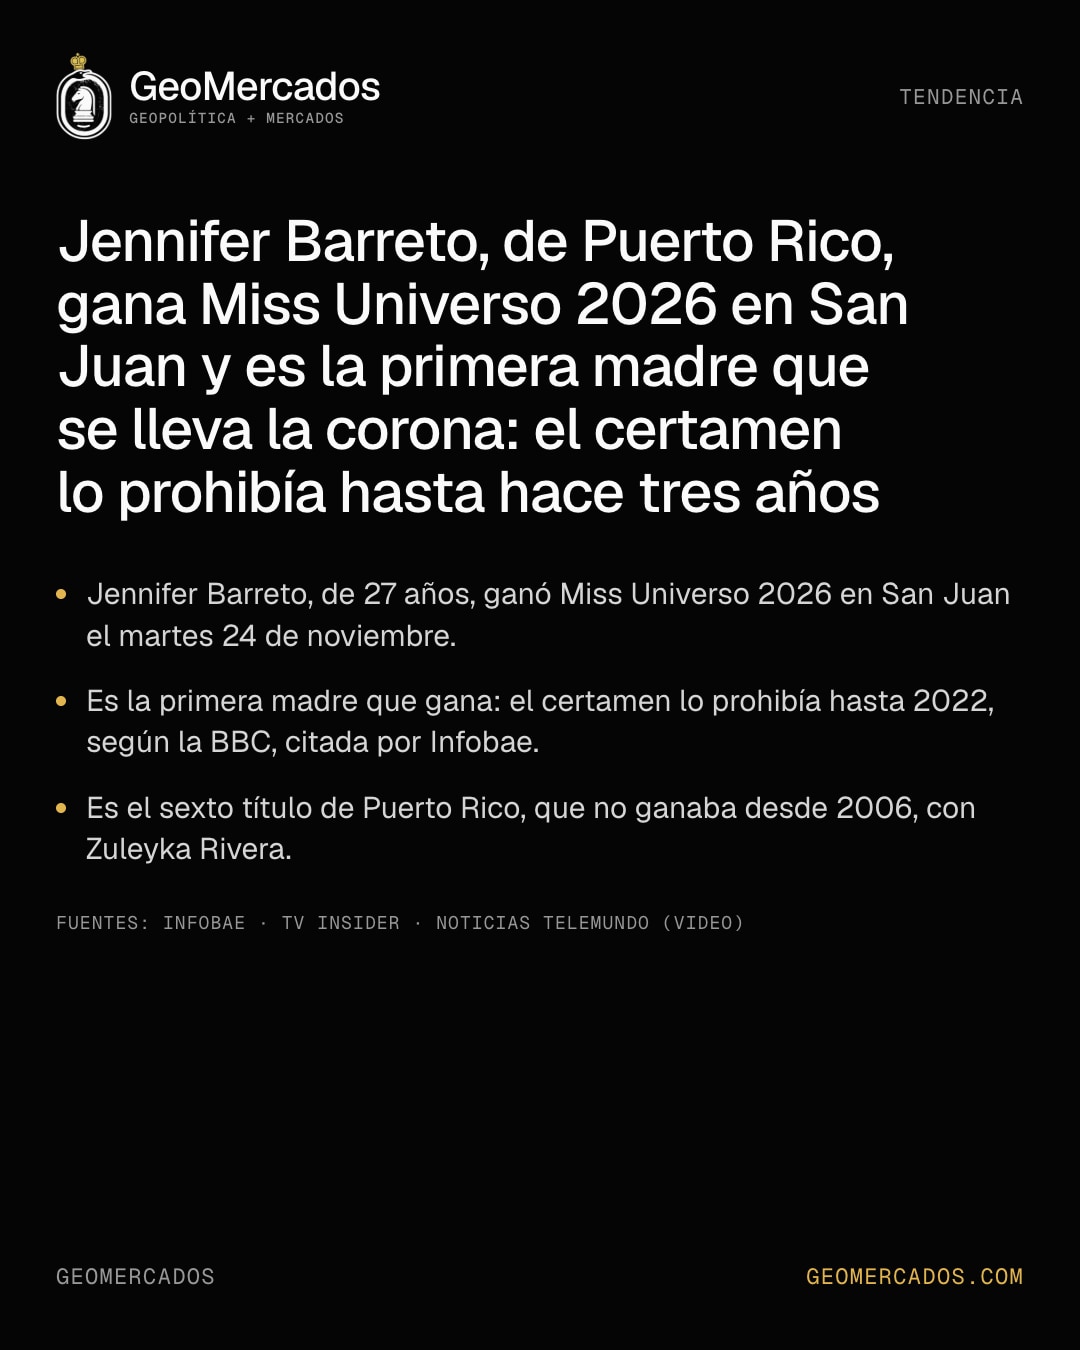 GeoMercados
GEOPOLÍTICA + MERCADOS
TENDENCIA
Jennifer Barreto, de Puerto Rico,
gana Miss Universo 2026 en San
Juan y es la primera madre que
se lleva la corona: el certamen
lo prohibía hasta hace tres años
• Jennifer Barreto, de 27 años, ganó Miss Universo 2026 en San Juan
el martes 24 de noviembre.
• Es la primera madre que gana: el certamen lo prohibía hasta 2022,
según la BBC, citada por Infobae.
• Es el sexto título de Puerto Rico, que no ganaba desde 2006, con
Zuleyka Rivera.
FUENTES: INFOBAE · TV INSIDER · NOTICIAS TELEMUNDO (VIDEO)
GEOMERCADOS
GEOMERCADOS.COM